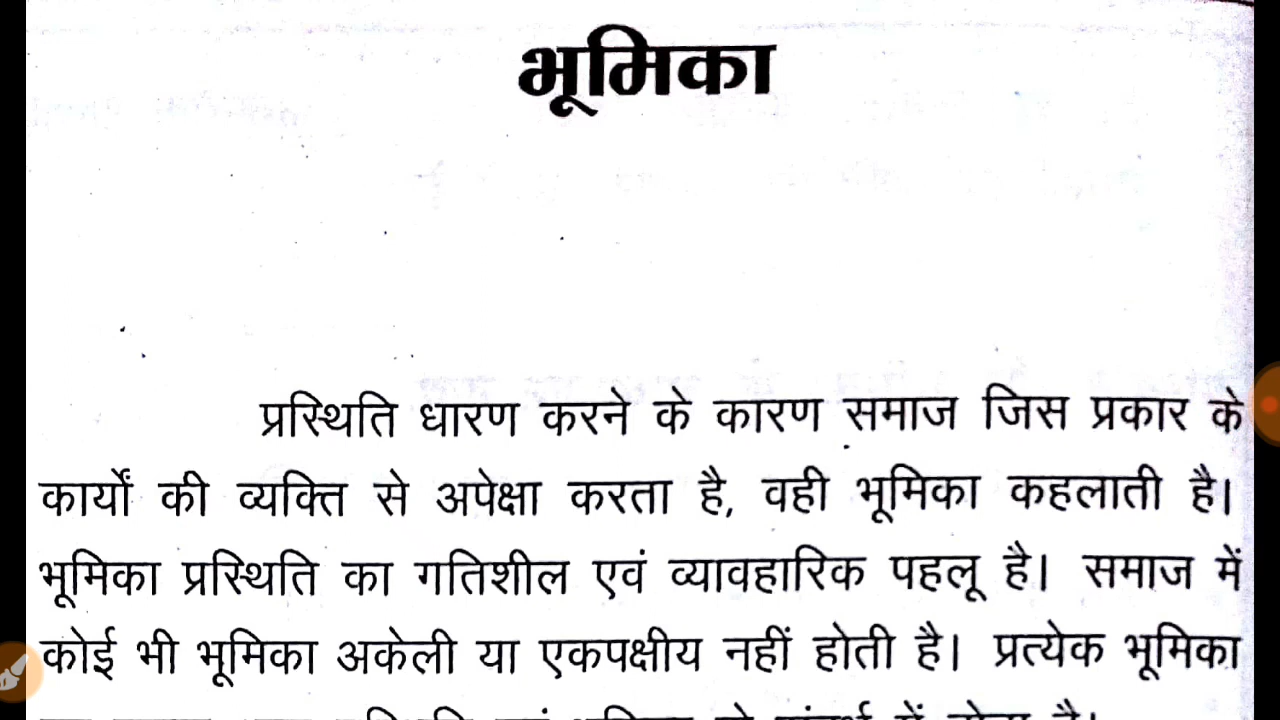 भूमिका
प्रस्थिति धारण करने के कारण समाज जिस प्रकार के
कार्यों की व्यक्ति से अपेक्षा करता है, वही भूमिका कहलाती है।
भूमिका प्रस्थिति का गतिशील एवं व्यावहारिक पहलू है। समाज में
कोई भी भूमिका अकेली या एकपक्षीय नहीं होती है। प्रत्येक भूमिका